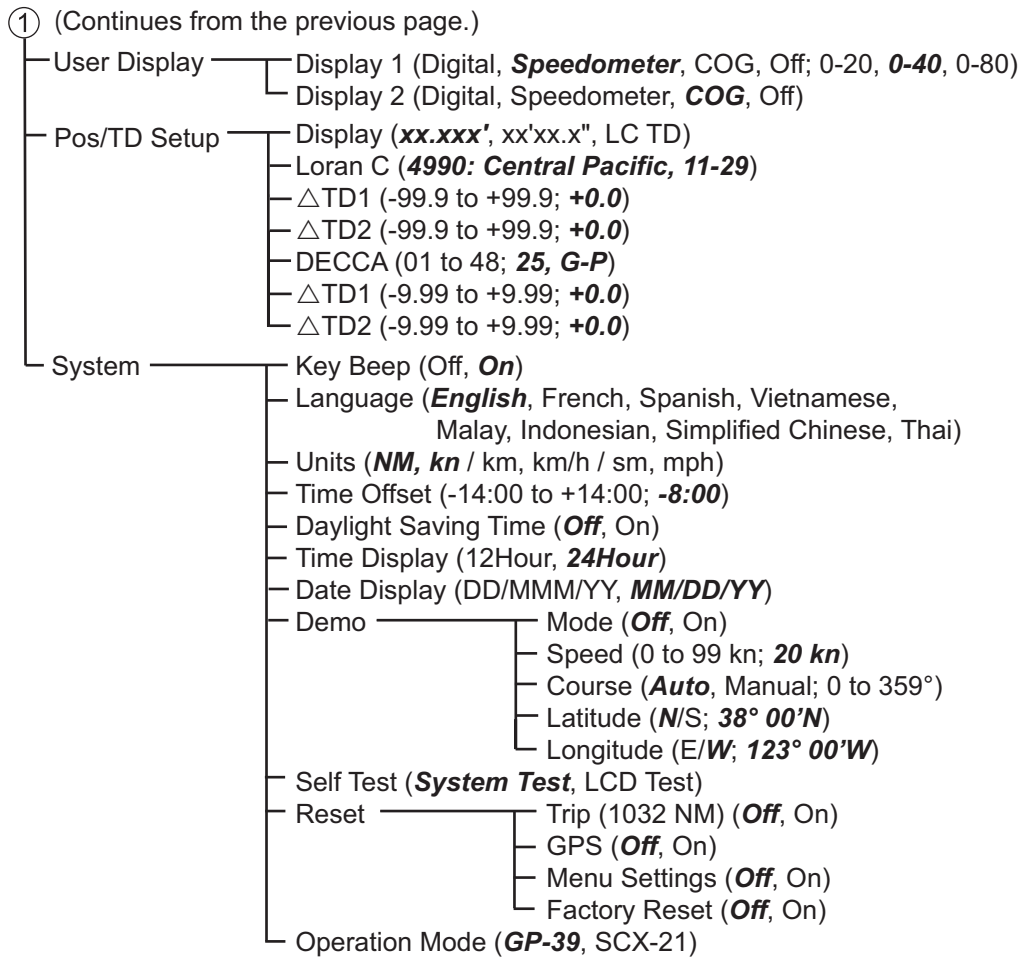 1 (Continues from the previous page.)
User Display
Display 1 (Digital, Speedometer, COG, Off; 0-20, 0-40, 0-80)
Display 2 (Digital, Speedometer, COG, Off)
Pos/TD Setup
Display (xx.xxx', xx'xx.x", LC TD)
Loran C (4990: Central Pacific, 11-29)
△TD1 (-99.9 to +99.9; +0.0)
△TD2 (-99.9 to +99.9; +0.0)
DECCA (01 to 48; 25, G-P)
△TD1 (-9.99 to +9.99; +0.0)
△TD2 (-9.99 to +9.99; +0.0)
System
Key Beep (Off, On)
Language (English, French, Spanish, Vietnamese,
Malay, Indonesian, Simplified Chinese, Thai)
Units (NM, kn / km, km/h / sm, mph)
Time Offset (-14:00 to +14:00; -8:00)
Daylight Saving Time (Off, On)
Time Display (12Hour, 24Hour)
Date Display (DD/MMM/YY, MM/DD/YY)
Demo
Mode (Off, On)
Speed (0 to 99 kn; 20 kn)
Course (Auto, Manual; 0 to 359°)
Latitude (N/S; 38° 00’N)
Longitude (E/W; 123° 00’W)
Self Test (System Test, LCD Test)
Reset
Trip (1032 NM) (Off, On)
GPS (Off, On)
Menu Settings (Off, On)
Factory Reset (Off, On)
Operation Mode (GP-39, SCX-21)